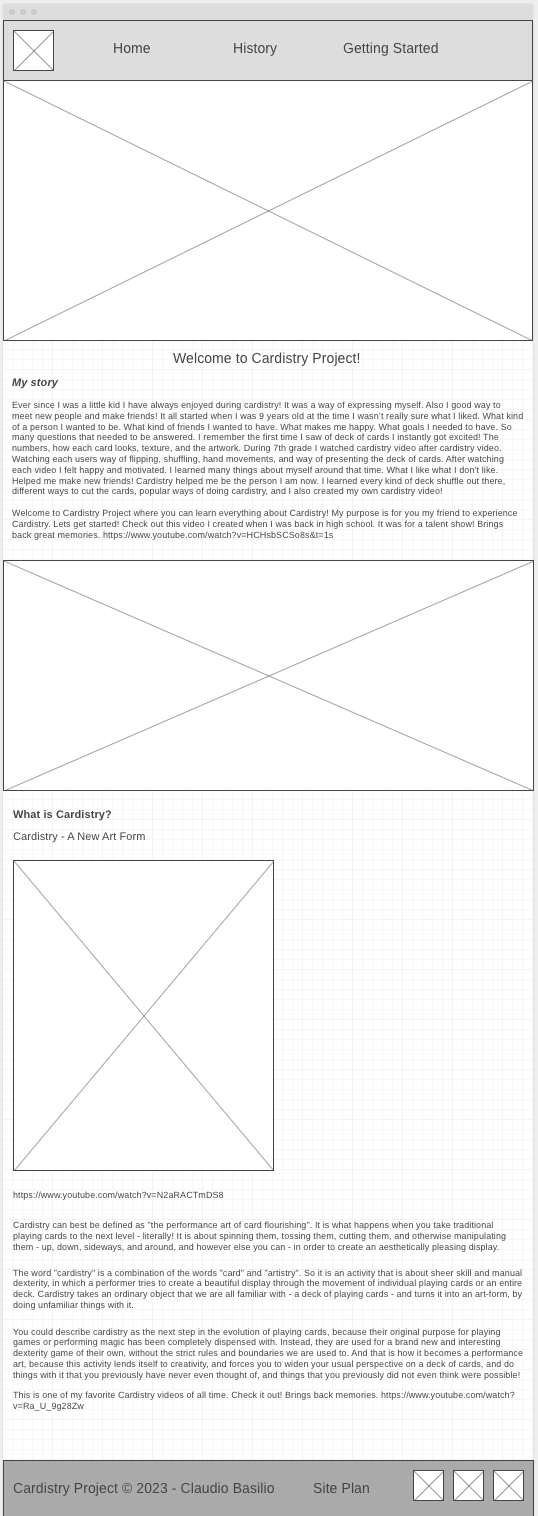 Home History Getting Started
Welcome to Cardistry Project!
My story
Ever since I was a little kid I have always enjoyed during cardistry! It was a way of expressing myself. Also I good way to
meet new people and make friends! It all started when I was 9 years old at the time I wasn't really sure what I liked. What kind
of a person I wanted to be. What kind of friends I wanted to have. What makes me happy. What goals I needed to have. So
many questions that needed to be answered. I remember the first time I saw of deck of cards I instantly got excited! The
numbers, how each card looks, texture, and the artwork. During 7th grade I watched cardistry video after cardistry video.
Watching each users way of flipping, shuffling, hand movements, and way of presenting the deck of cards. After watching
each video I felt happy and motivated. I learned many things about myself around that time. What I like what I don't like.
Helped me make new friends! Cardistry helped me be the person I am now. I learned every kind of deck shuffle out there,
different ways to cut the cards, popular ways of doing cardistry, and I also created my own cardistry video!
Welcome to Cardistry Project where you can learn everything about Cardistry! My purpose is for you my friend to experience
Cardistry. Lets get started! Check out this video I created when I was back in high school. It was for a talent show! Brings
back great memories. https://www.youtube.com/watch?v=HCHsbSCSo8s&t=1s
What is Cardistry?
Cardistry - A New Art Form
https://www.youtube.com/watch?v=N2aRACTmDS8
Cardistry can best be defined as "the performance art of card flourishing". It is what happens when you take traditional
playing cards to the next level - literally! It is about spinning them, tossing them, cutting them, and otherwise manipulating
them - up, down, sideways, and around, and however else you can - in order to create an aesthetically pleasing display.
The word "cardistry" is a combination of the words "card" and "artistry". So it is an activity that is about sheer skill and manual
dexterity, in which a performer tries to create a beautiful display through the movement of individual playing cards or an entire
deck. Cardistry takes an ordinary object that we are all familiar with - a deck of playing cards - and turns it into an art-form, by
doing unfamiliar things with it.
You could describe cardistry as the next step in the evolution of playing cards, because their original purpose for playing
games or performing magic has been completely dispensed with. Instead, they are used for a brand new and interesting
dexterity game of their own, without the strict rules and boundaries we are used to. And that is how it becomes a performance
art, because this activity lends itself to creativity, and forces you to widen your usual perspective on a deck of cards, and do
things with it that you previously have never even thought of, and things that you previously did not even think were possible!
This is one of my favorite Cardistry videos of all time. Check it out! Brings back memories. https://www.youtube.com/watch?
v=Ra_U_9g28Zw
Cardistry Project © 2023 - Claudio Basilio Site Plan